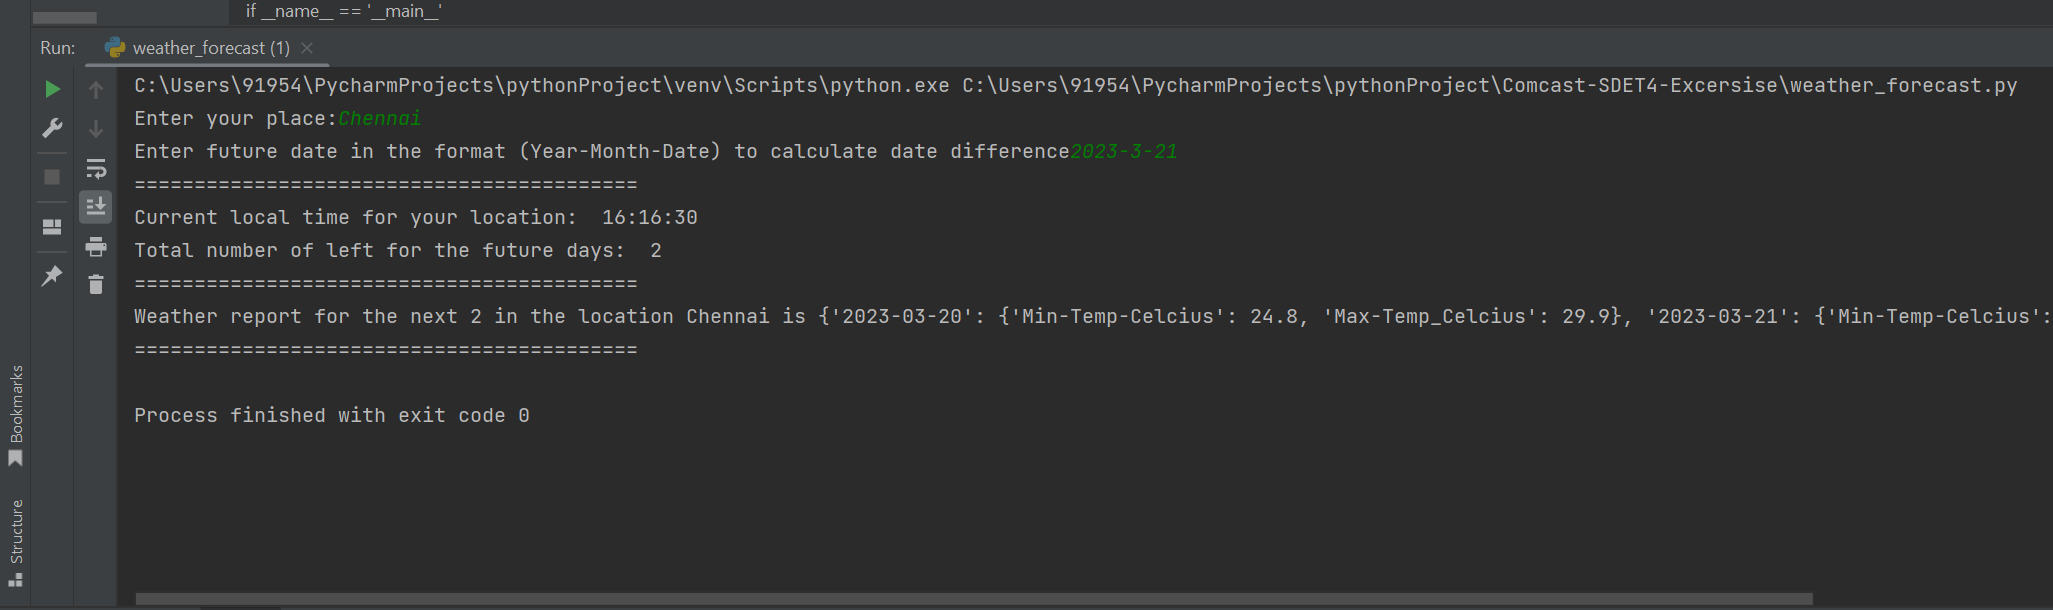 if __name__ == '__main__'
Run: weather_forecast (1)
C:\Users\91954\PycharmProjects\pythonProject\venv\Scripts\python.exe C:\Users\91954\PycharmProjects\pythonProject\Comcast-SDET4-Excersise\weather_forecast.py
Enter your place:Chennai
Enter future date in the format (Year-Month-Date) to calculate date difference2023-3-21
==========================================
Current local time for your location:  16:16:30
Total number of left for the future days:  2
==========================================
Weather report for the next 2 in the location Chennai is {'2023-03-20': {'Min-Temp-Celcius': 24.8, 'Max-Temp_Celcius': 29.9}, '2023-03-21': {'Min-Temp-Celcius':
==========================================
Process finished with exit code 0
Bookmarks
Structure